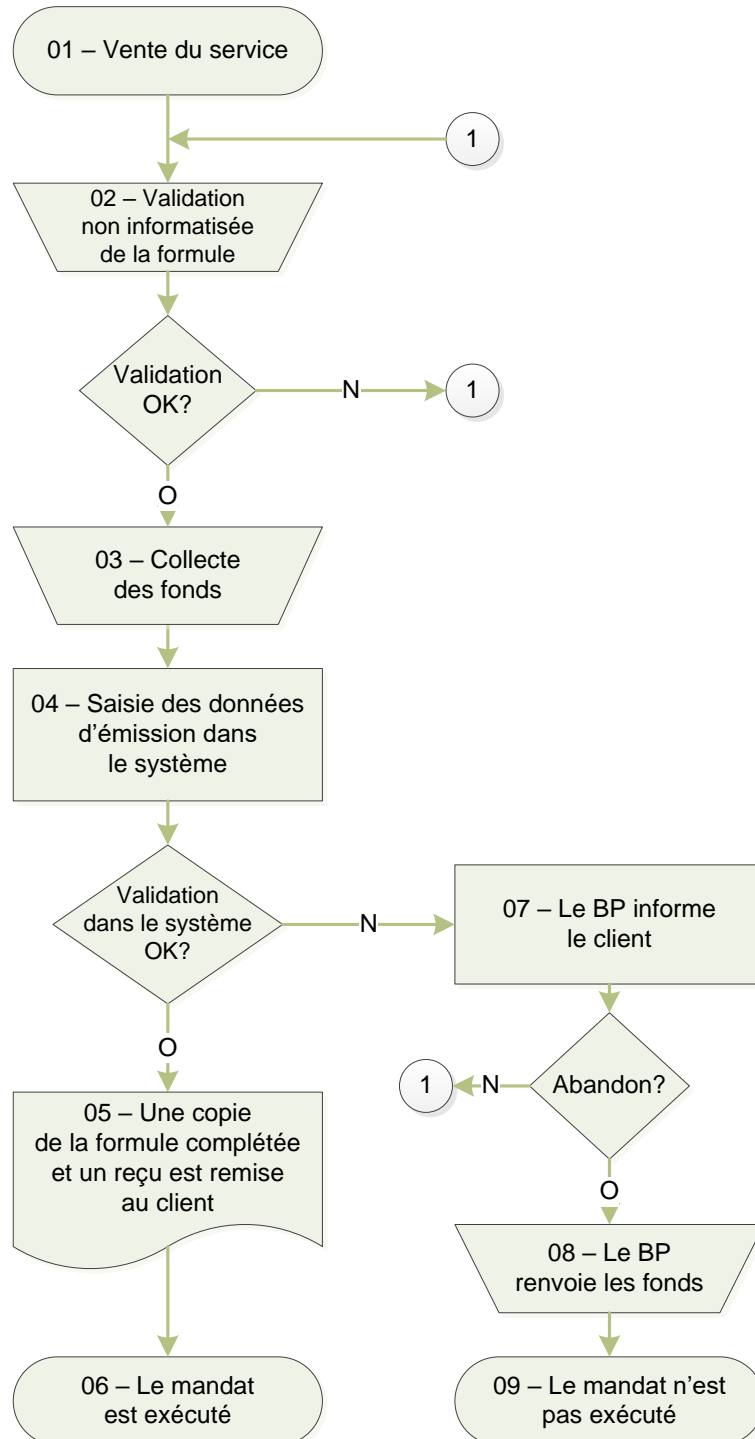 01 – Vente du service
1
02 – Validation
non informatisée
de la formule
Validation
OK?
N
1
O
03 – Collecte
des fonds
04 – Saisie des données
d'émission dans
le système
Validation
dans le système
OK?
N
07 – Le BP informe
le client
O
Abandon?
N
1
05 – Une copie
de la formule complétée
et un reçu est remise
au client
O
08 – Le BP
renvoie les fonds
06 – Le mandat
est exécuté
09 – Le mandat n'est
pas exécuté